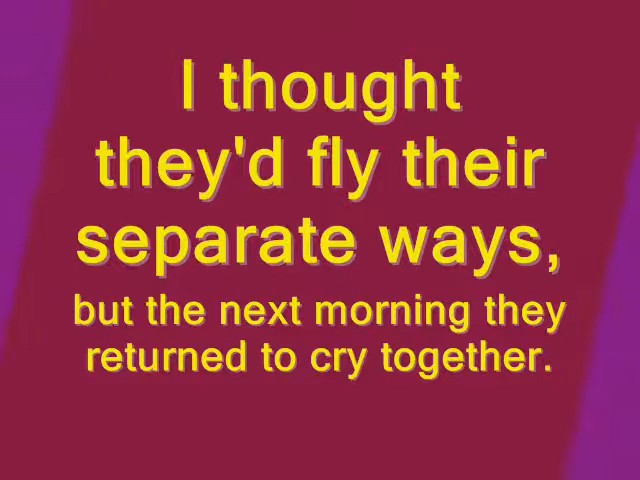 I thought
they'd fly their
separate ways,
but the next morning they
returned to cry together.